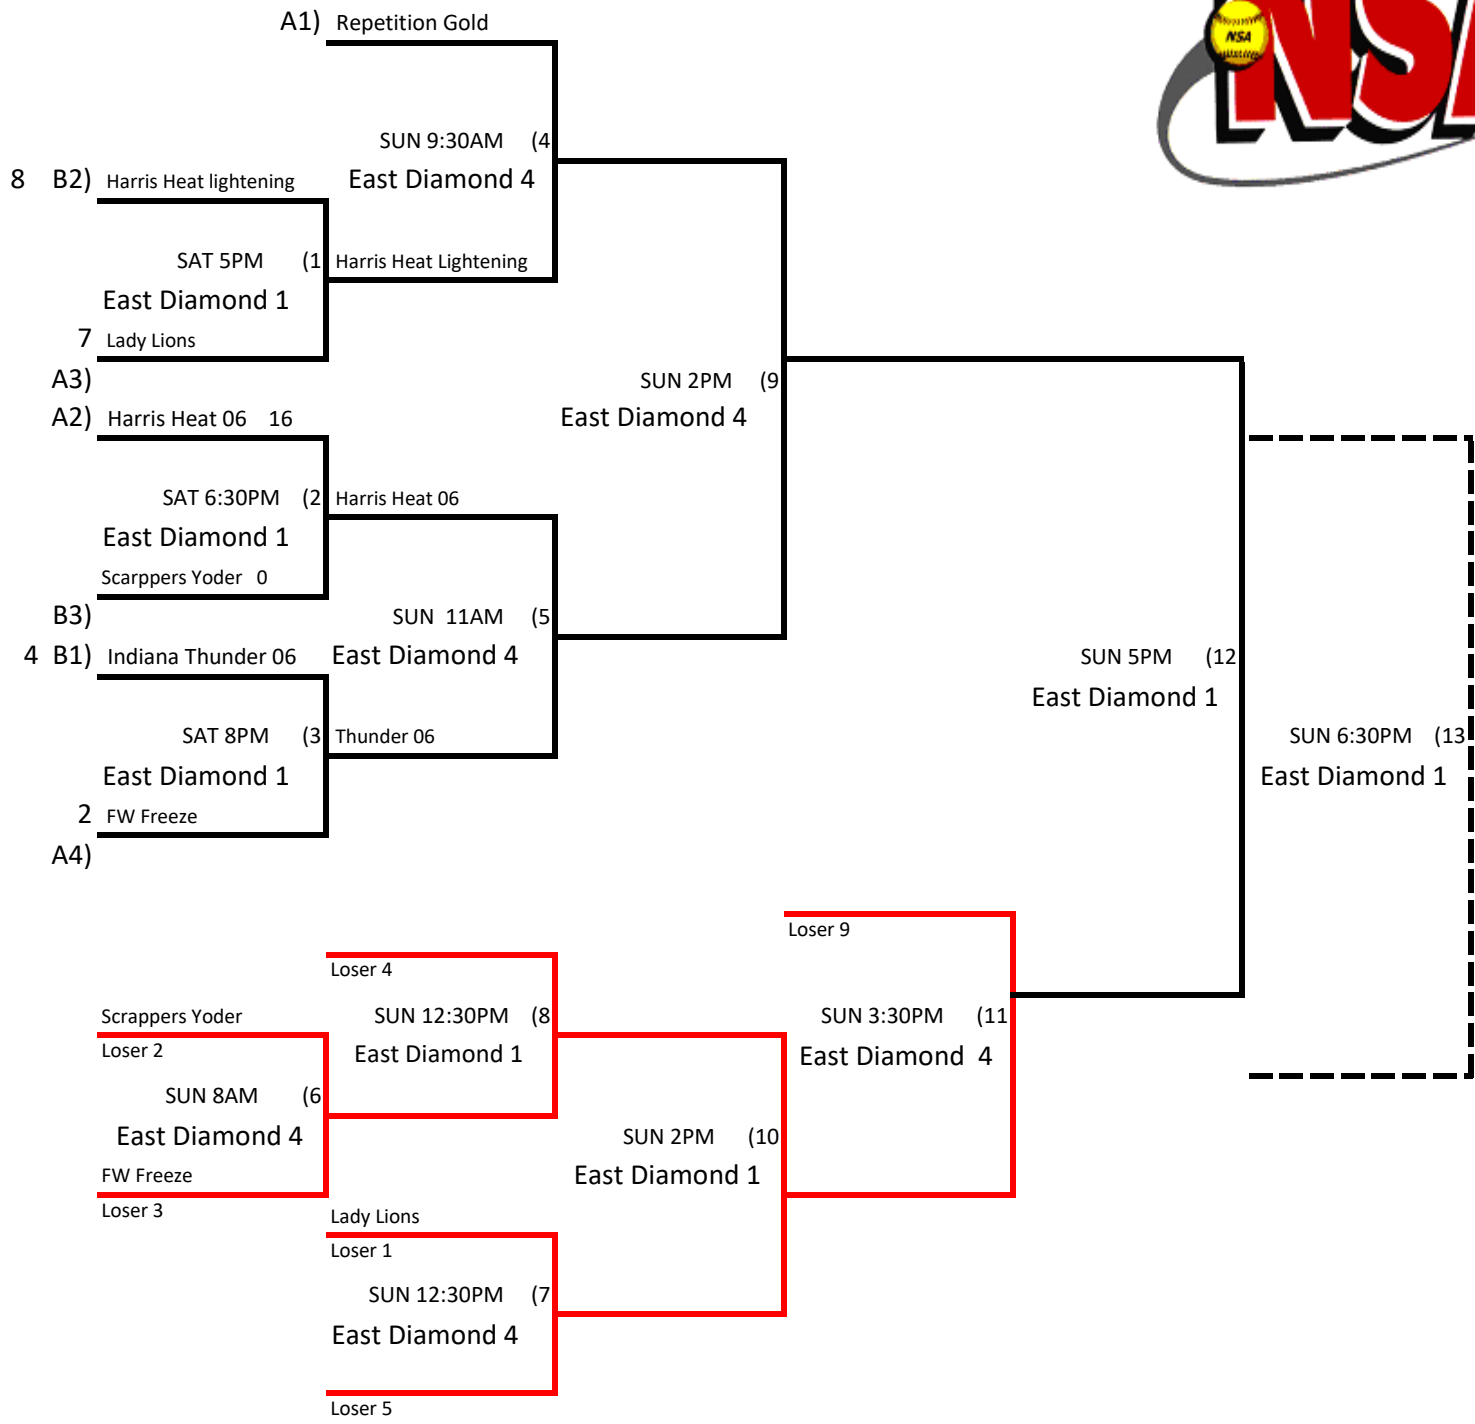 A1) Repetition Gold
NSA
SUN 9:30AM (4
East Diamond 4
8 B2) Harris Heat lightening
SAT 5PM (1
Harris Heat Lightening
East Diamond 1
7 Lady Lions
A3)
SUN 2PM (9
East Diamond 4
A2) Harris Heat 06 16
SAT 6:30PM (2
Harris Heat 06
East Diamond 1
Scarppers Yoder 0
B3)
SUN 11AM (5
East Diamond 4
4 B1) Indiana Thunder 06
SUN 5PM (12
East Diamond 1
SAT 8PM (3
Thunder 06
East Diamond 1
SUN 6:30PM (13
East Diamond 1
2 FW Freeze
A4)
Loser 9
Loser 4
Scrappers Yoder
Loser 2
SUN 12:30PM (8
East Diamond 1
SUN 3:30PM (11
East Diamond 4
SUN 8AM (6
East Diamond 4
FW Freeze
Loser 3
SUN 2PM (10
East Diamond 1
Lady Lions
Loser 1
SUN 12:30PM (7
East Diamond 4
Loser 5